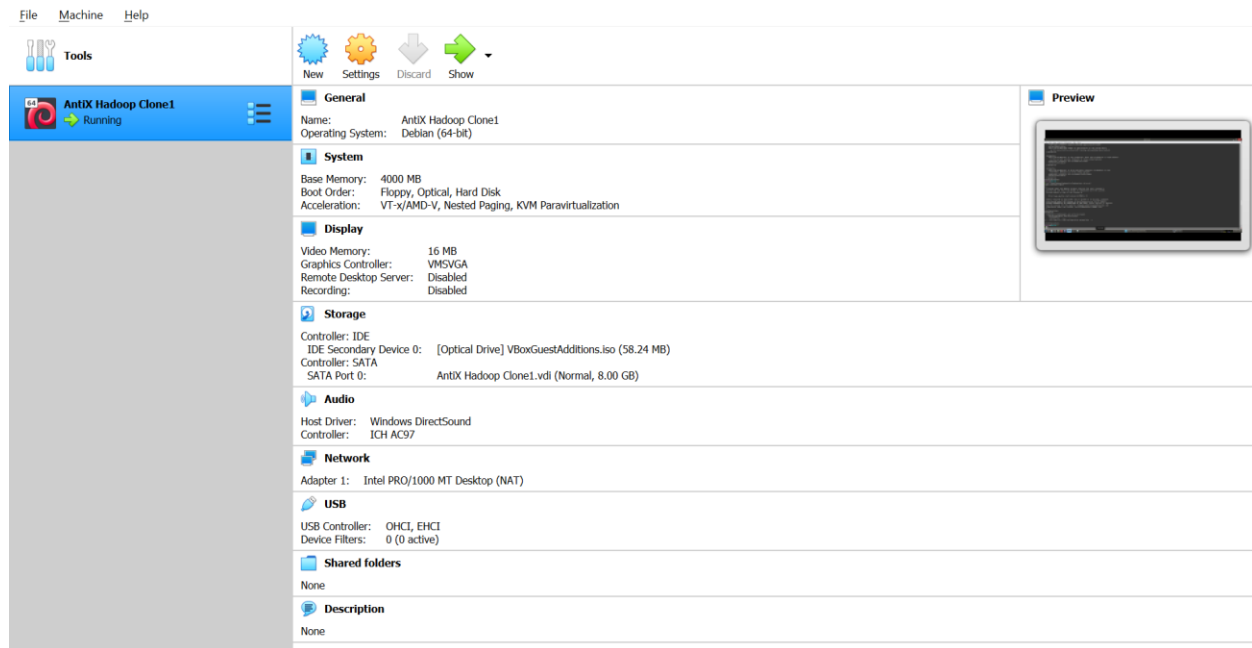 File Machine Help
Tools
New Settings Discard Show
64
AntiX Hadoop Clone1
Running
General
Name: AntiX Hadoop Clone1
Operating System: Debian (64-bit)
Preview
System
Base Memory: 4000 MB
Boot Order: Floppy, Optical, Hard Disk
Acceleration: VT-x/AMD-V, Nested Paging, KVM Paravirtualization
Display
Video Memory: 16 MB
Graphics Controller: VMSVGA
Remote Desktop Server: Disabled
Recording: Disabled
Storage
Controller: IDE
IDE Secondary Device 0: [Optical Drive] VBoxGuestAdditions.iso (58.24 MB)
Controller: SATA
SATA Port 0: AntiX Hadoop Clone1.vdi (Normal, 8.00 GB)
Audio
Host Driver: Windows DirectSound
Controller: ICH AC97
Network
Adapter 1: Intel PRO/1000 MT Desktop (NAT)
USB
USB Controller: OHCI, EHCI
Device Filters: 0 (0 active)
Shared folders
None
Description
None